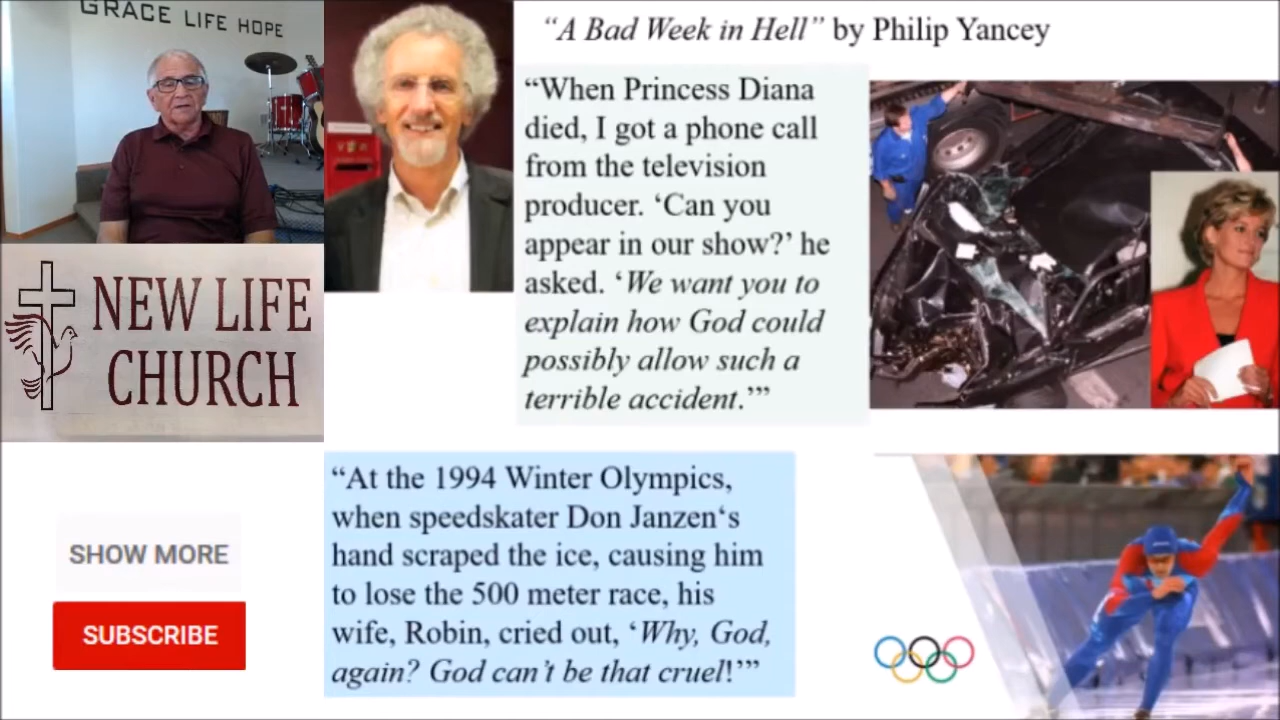 GRACE LIFE HOPE
NEW LIFE
CHURCH
SHOW MORE
SUBSCRIBE
“A Bad Week in Hell” by Philip Yancey
“When Princess Diana
died, I got a phone call
from the television
producer. ‘Can you
appear in our show?’ he
asked. ‘We want you to
explain how God could
possibly allow such a
terrible accident.’”
“At the 1994 Winter Olympics,
when speedskater Don Janzen‘s
hand scraped the ice, causing him
to lose the 500 meter race, his
wife, Robin, cried out, ‘Why, God,
again? God can’t be that cruel!’”